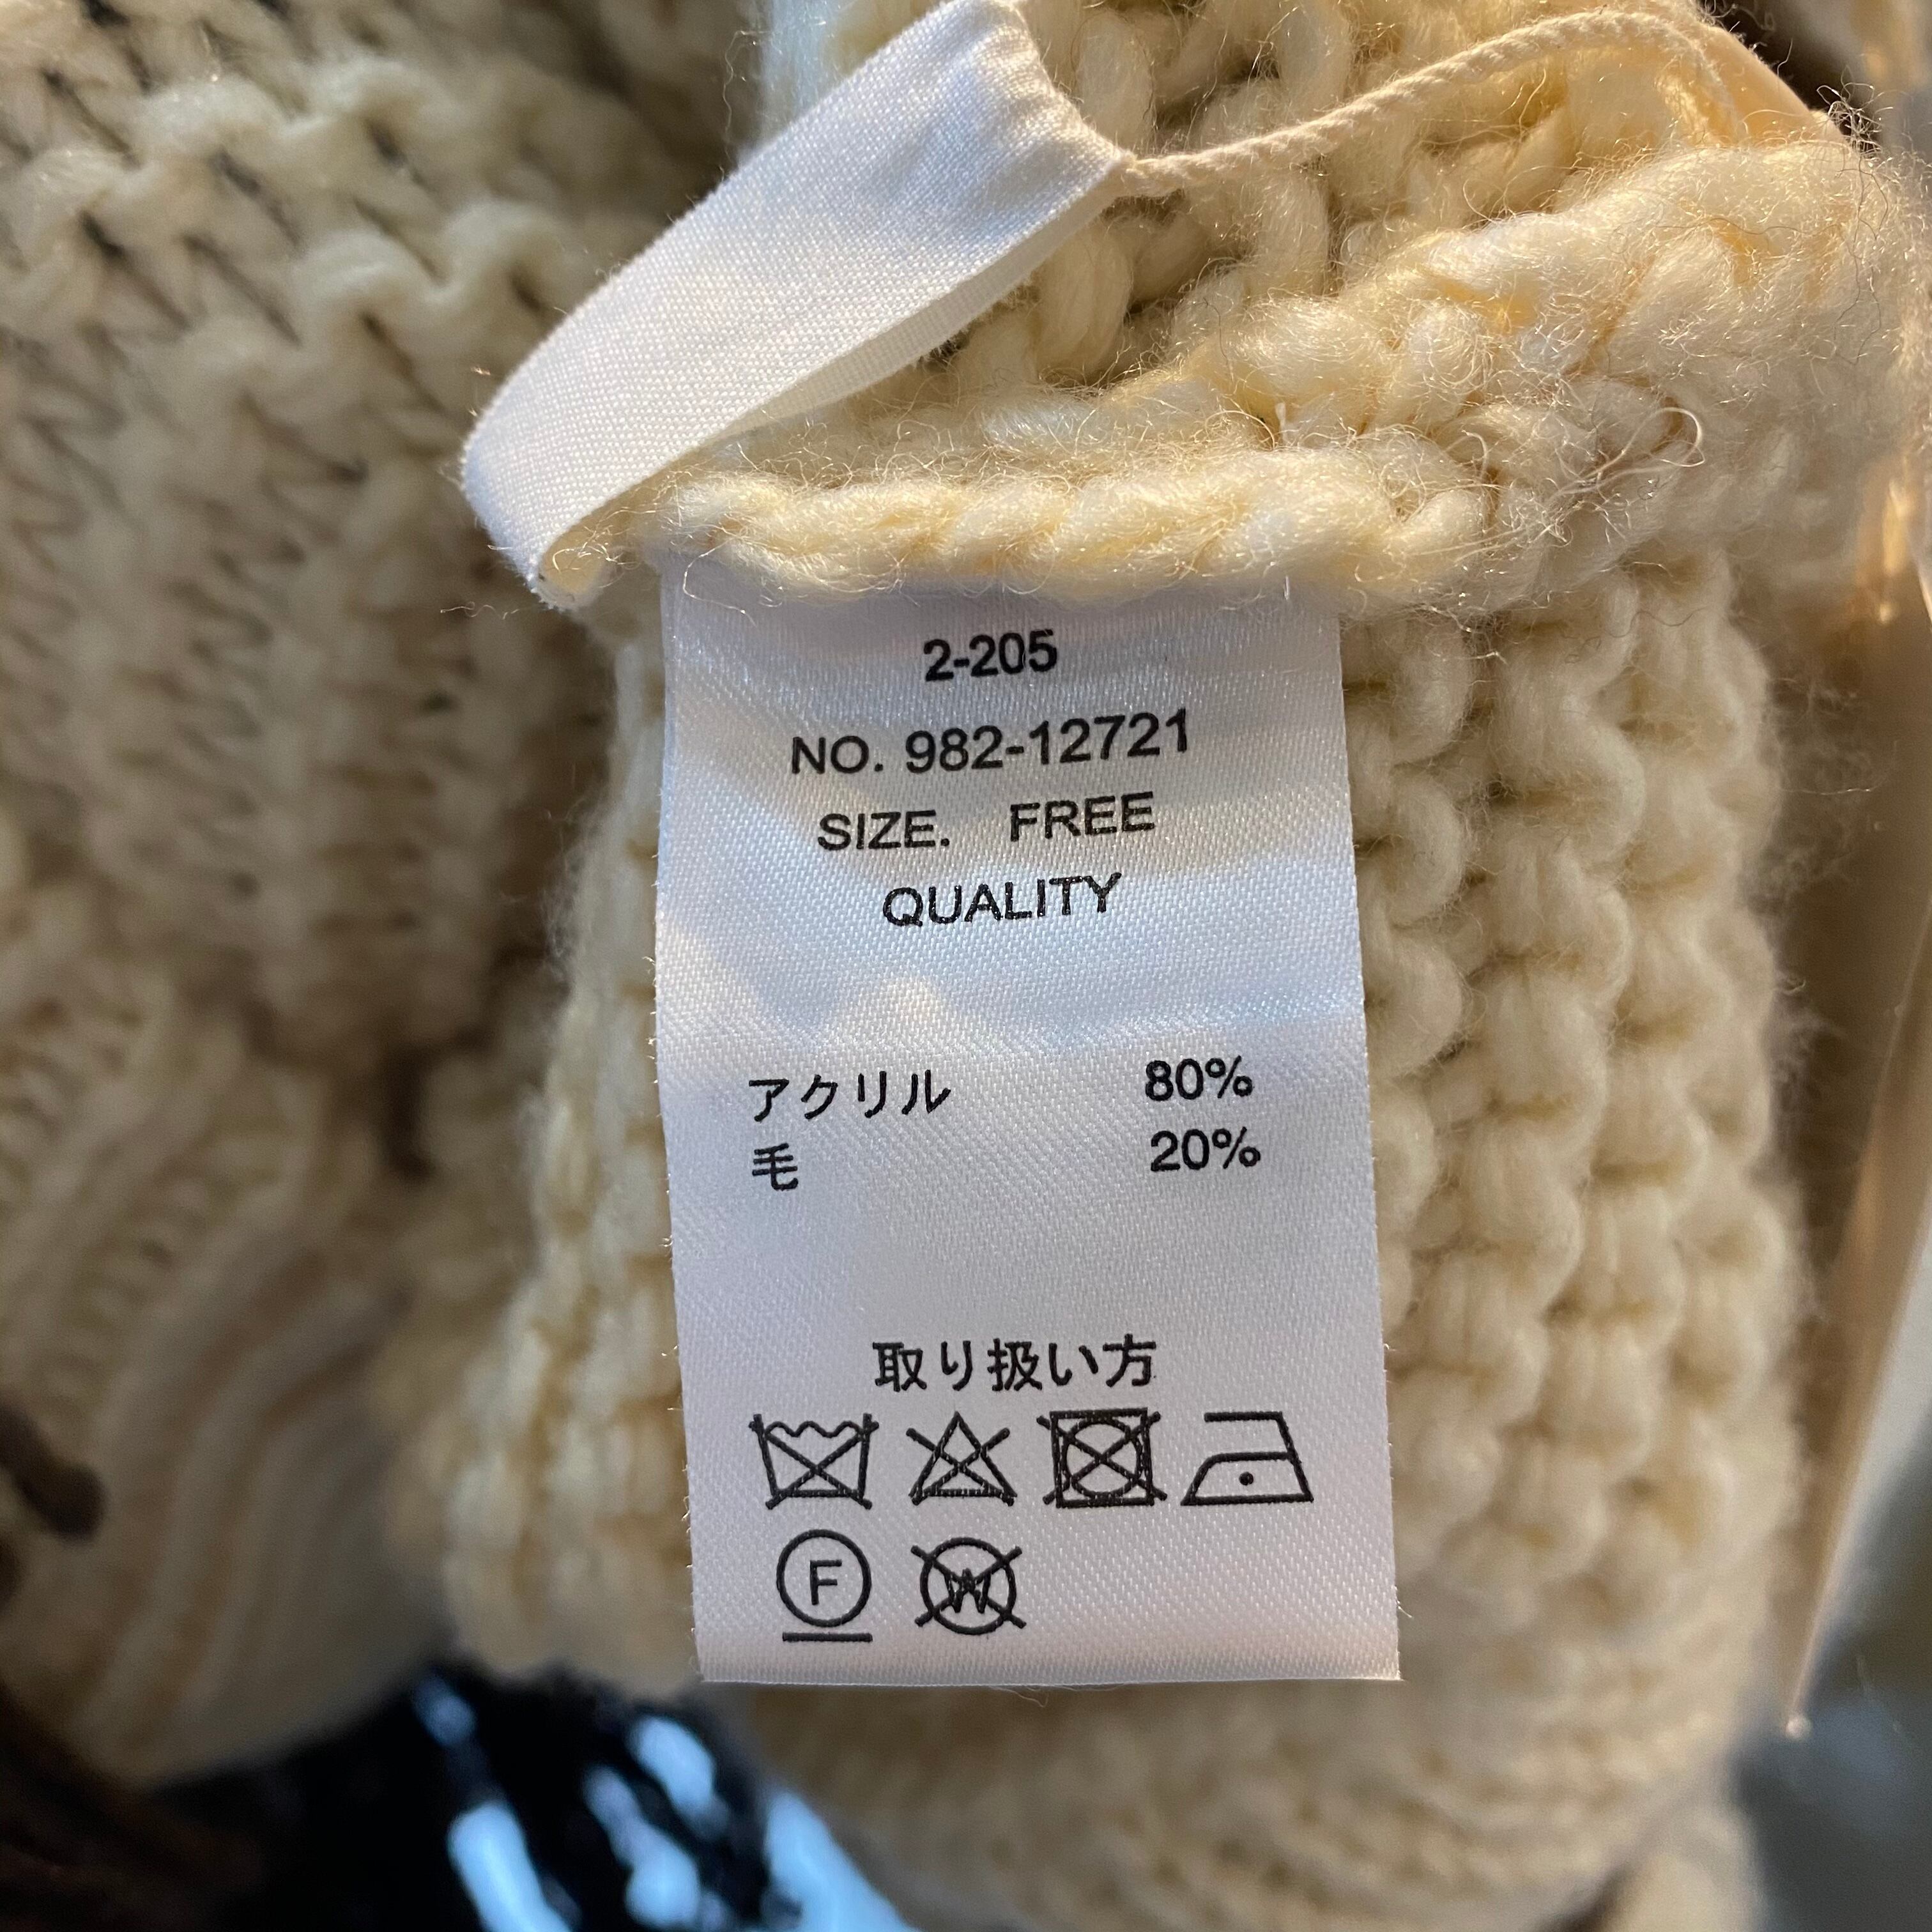 2-205
NO. 982-12721
SIZE. FREE
QUALITY
アクリル 80%
毛 20%
取り扱い方
F
W